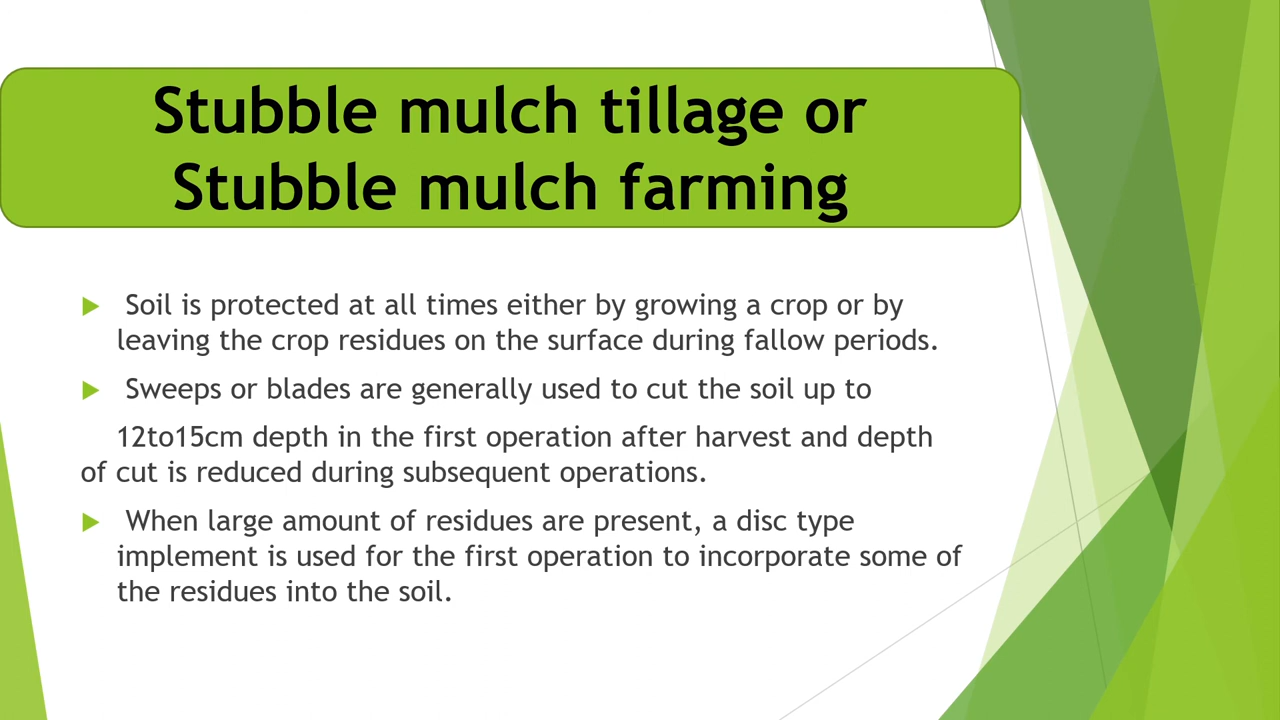 Stubble mulch tillage or
Stubble mulch farming
Soil is protected at all times either by growing a crop or by
leaving the crop residues on the surface during fallow periods.
Sweeps or blades are generally used to cut the soil up to
12to15cm depth in the first operation after harvest and depth
of cut is reduced during subsequent operations.
When large amount of residues are present, a disc type
implement is used for the first operation to incorporate some of
the residues into the soil.